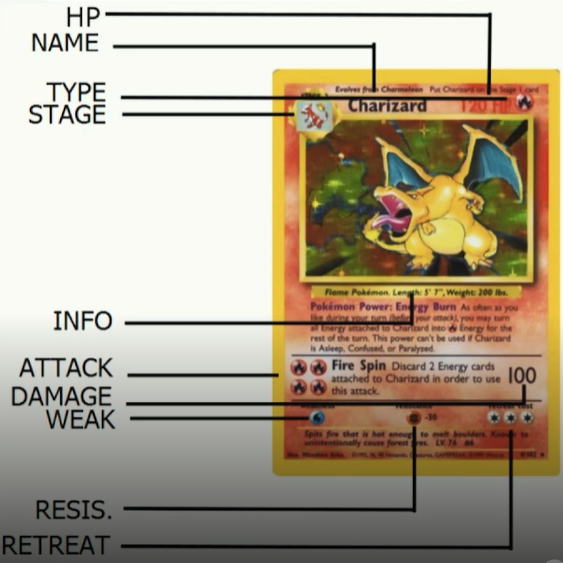 HP
NAME
TYPE
STAGE
INFO
ATTACK
DAMAGE
WEAK
RESIS.
RETREAT
Evolves from Charmeleon Put Charizard on the Stage 1 card
Charizard 120 HP
Flame Pokémon. Length: 5' 7", Weight: 200 lbs.
Pokémon Power: Energy Burn As often as you
like during your turn (before your attack), you may turn
all Energy attached to Charizard into Energy for the
rest of the turn. This power can't be used if Charizard
is Asleep, Confused, or Paralyzed.
Fire Spin Discard 2 Energy cards
attached to Charizard in order to use
this attack.
100
-30
retreat cost
Spits fire that is hot enough to melt boulders. Known to
unintentionally cause forest fires. LV. 76